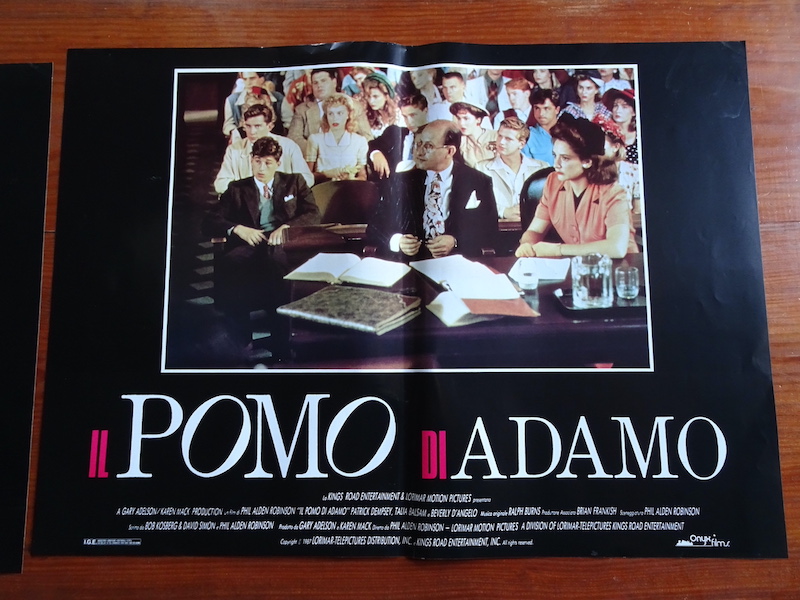 IL POMO DI ADAMO
La KINGS ROAD ENTERTAINMENT & LORIMAR MOTION PICTURES presentano
A GARY ADELSON/KAREN MACK PRODUCTION un film di PHIL ALDEN ROBINSON "IL POMO DI ADAMO" PATRICK DEMPSEY, TALIA BALSAM e BEVERLY D'ANGELO Musica originale RALPH BURNS Produttore Associato BRIAN FRANKISH Sceneggiatura PHIL ALDEN ROBINSON
Scritto da BOB KOSBERG & DAVID SIMON e PHIL ALDEN ROBINSON Prodotto da GARY ADELSON e KAREN MACK Diretto da PHIL ALDEN ROBINSON — LORIMAR MOTION PICTURES A DIVISION OF LORIMAR-TELEPICTURES KINGS ROAD ENTERTAINMENT
Copyright © 1987 LORIMAR-TELEPICTURES DISTRIBUTION, INC. e KINGS ROAD ENTERTAINMENT, INC. All rights reserved.
I.G.E.
Onyx films